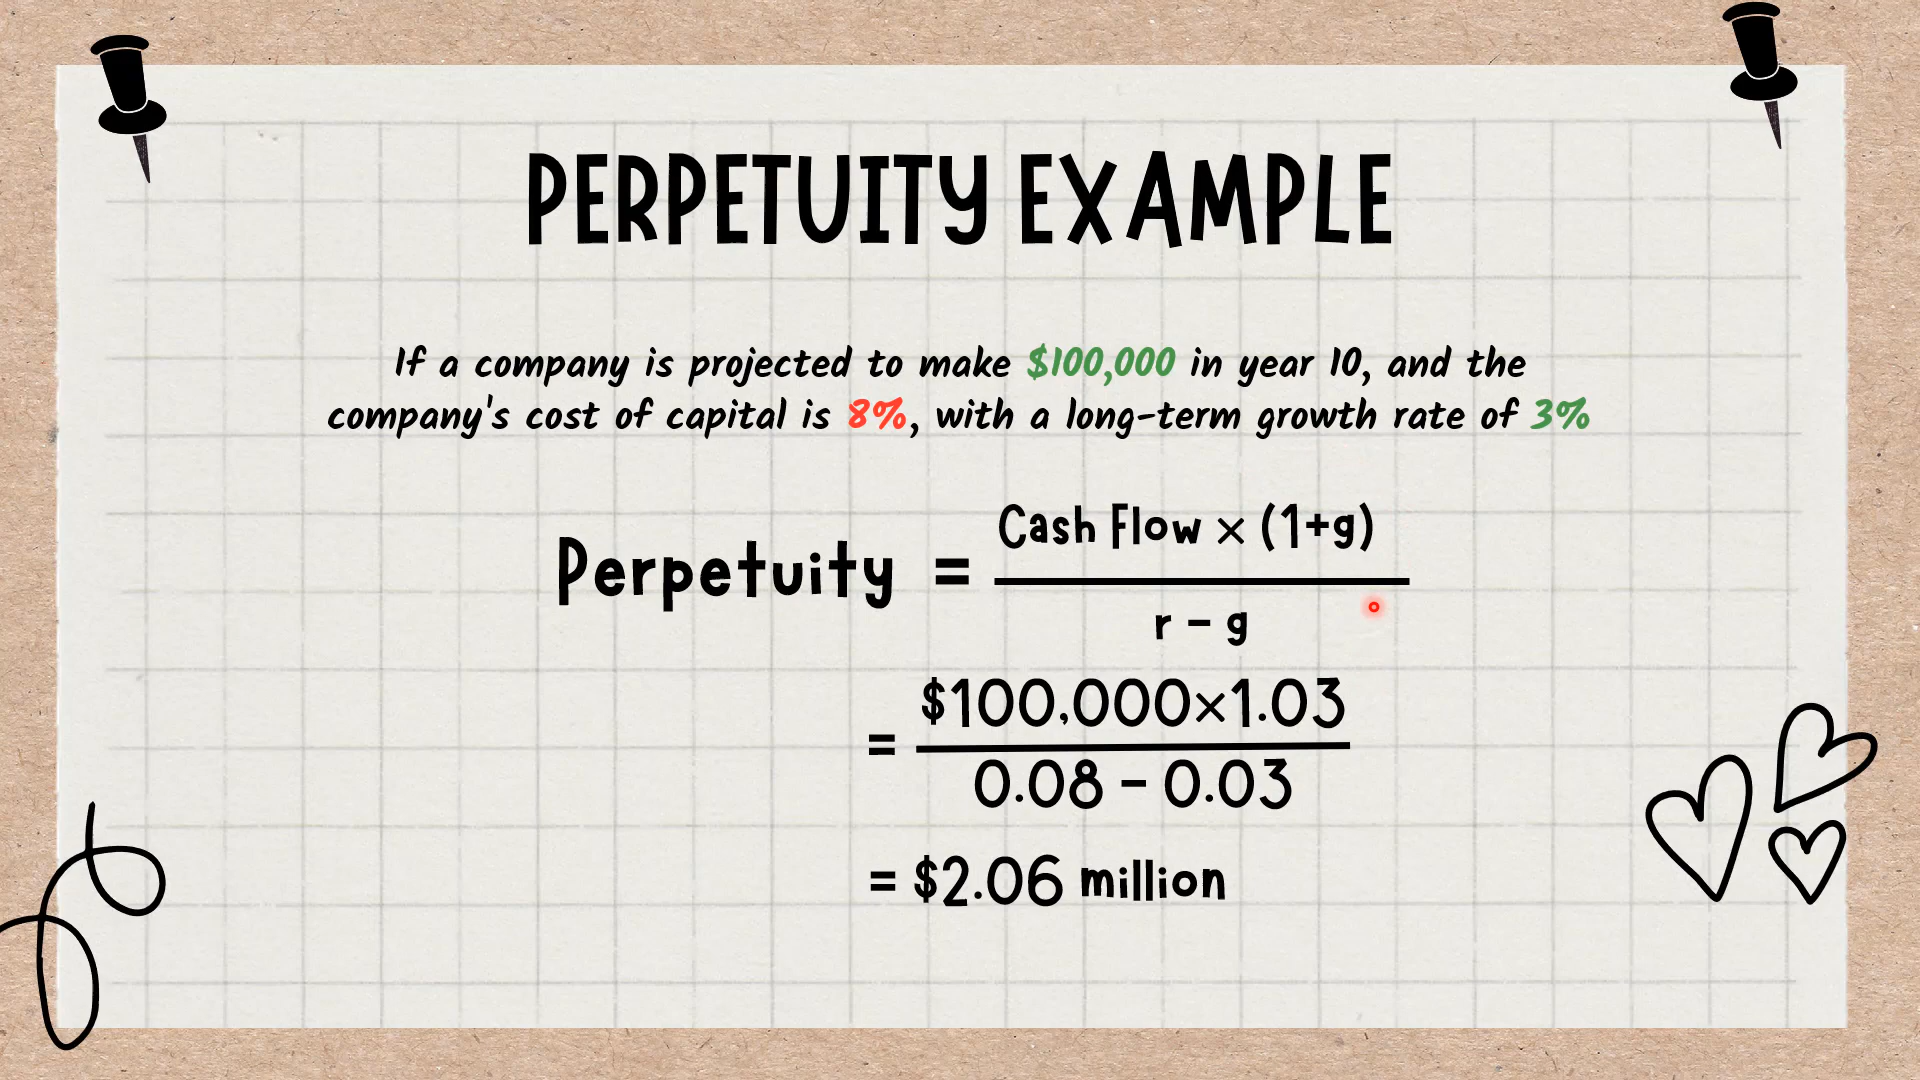 PERPETUITY EXAMPLE
If a company is projected to make $100,000 in year 10, and the
company's cost of capital is 8%, with a long-term growth rate of 3%
Perpetuity = Cash Flow × (1+g)
r - g
= $100,000×1.03
0.08 - 0.03
= $2.06 million